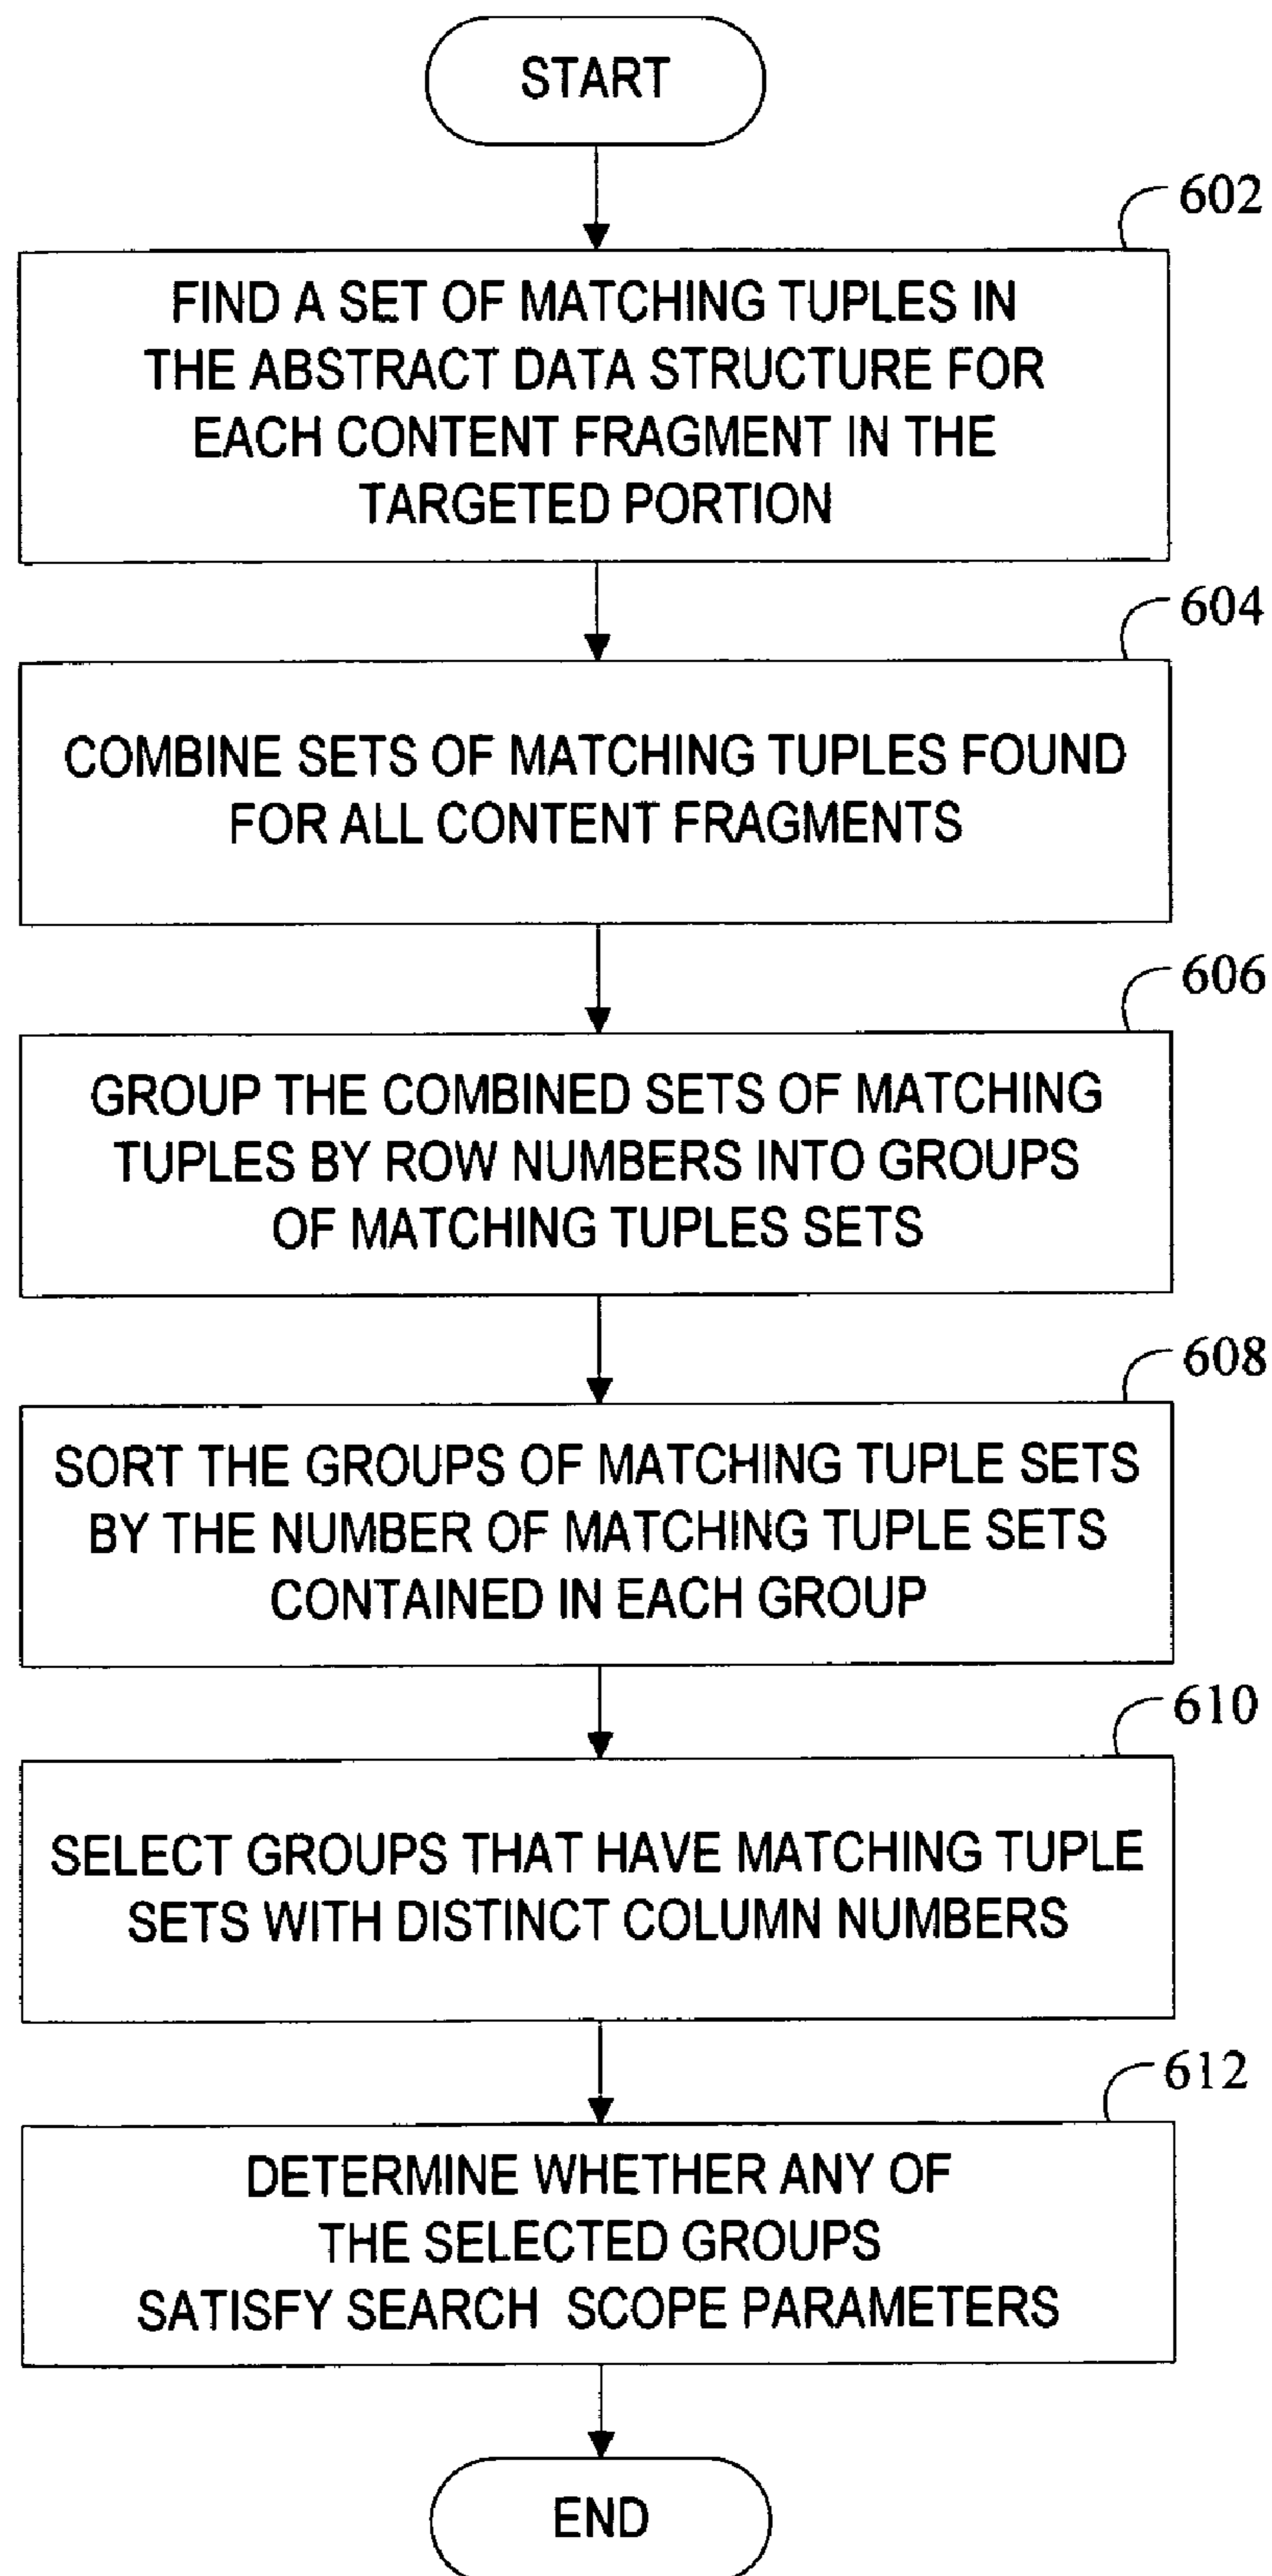 START
602
FIND A SET OF MATCHING TUPLES IN
THE ABSTRACT DATA STRUCTURE FOR
EACH CONTENT FRAGMENT IN THE
TARGETED PORTION
604
COMBINE SETS OF MATCHING TUPLES FOUND
FOR ALL CONTENT FRAGMENTS
606
GROUP THE COMBINED SETS OF MATCHING
TUPLES BY ROW NUMBERS INTO GROUPS
OF MATCHING TUPLES SETS
608
SORT THE GROUPS OF MATCHING TUPLE SETS
BY THE NUMBER OF MATCHING TUPLE SETS
CONTAINED IN EACH GROUP
610
SELECT GROUPS THAT HAVE MATCHING TUPLE
SETS WITH DISTINCT COLUMN NUMBERS
612
DETERMINE WHETHER ANY OF
THE SELECTED GROUPS
SATISFY SEARCH SCOPE PARAMETERS
END